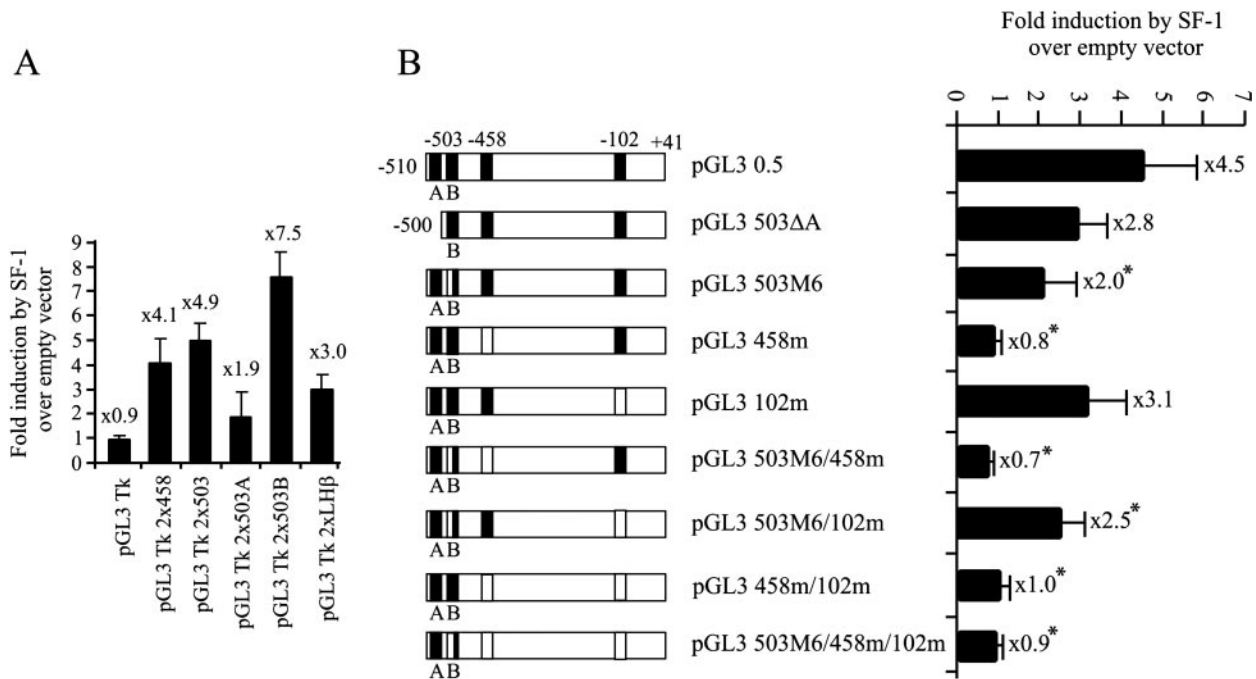 A
Fold induction by SF-1
over empty vector
9
8
7
6
5
4
3
2
1
0
x0.9
x4.1
x4.9
x1.9
x7.5
x3.0
pGL3 Tk
pGL3 Tk 2x458
pGL3 Tk 2x503
pGL3 Tk 2x503A
pGL3 Tk 2x503B
pGL3 Tk 2xLHβ
B
Fold induction by SF-1
over empty vector
0 1 2 3 4 5 6 7
-503 -458 -102 +41
-510 pGL3 0.5 x4.5
A B
-500 pGL3 503ΔA x2.8
B
pGL3 503M6 x2.0*
A B
pGL3 458m x0.8*
A B
pGL3 102m x3.1
A B
pGL3 503M6/458m x0.7*
A B
pGL3 503M6/102m x2.5*
A B
pGL3 458m/102m x1.0*
A B
pGL3 503M6/458m/102m x0.9*
A B